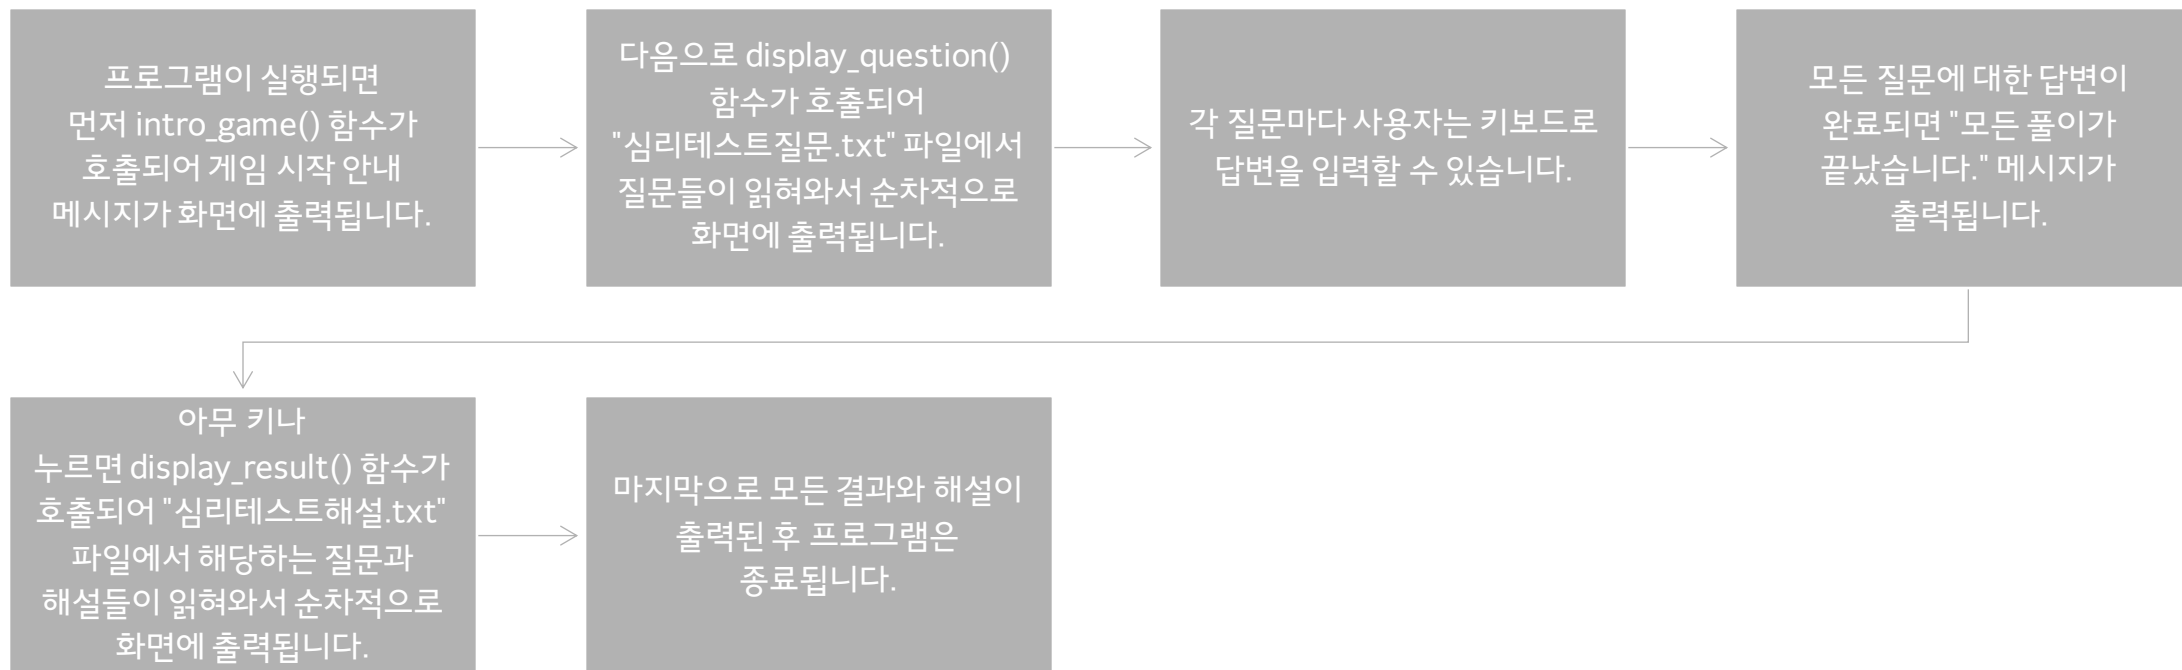 프로그램이 실행되면
먼저 intro_game() 함수가
호출되어 게임 시작 안내
메시지가 화면에 출력됩니다.
다음으로 display_question()
함수가 호출되어
"심리테스트질문.txt" 파일에서
질문들이 읽혀와서 순차적으로
화면에 출력됩니다.
각 질문마다 사용자는 키보드로
답변을 입력할 수 있습니다.
모든 질문에 대한 답변이
완료되면 "모든 풀이가
끝났습니다." 메시지가
출력됩니다.
아무 키나
누르면 display_result() 함수가
호출되어 "심리테스트해설.txt"
파일에서 해당하는 질문과
해설들이 읽혀와서 순차적으로
화면에 출력됩니다.
마지막으로 모든 결과와 해설이
출력된 후 프로그램은
종료됩니다.